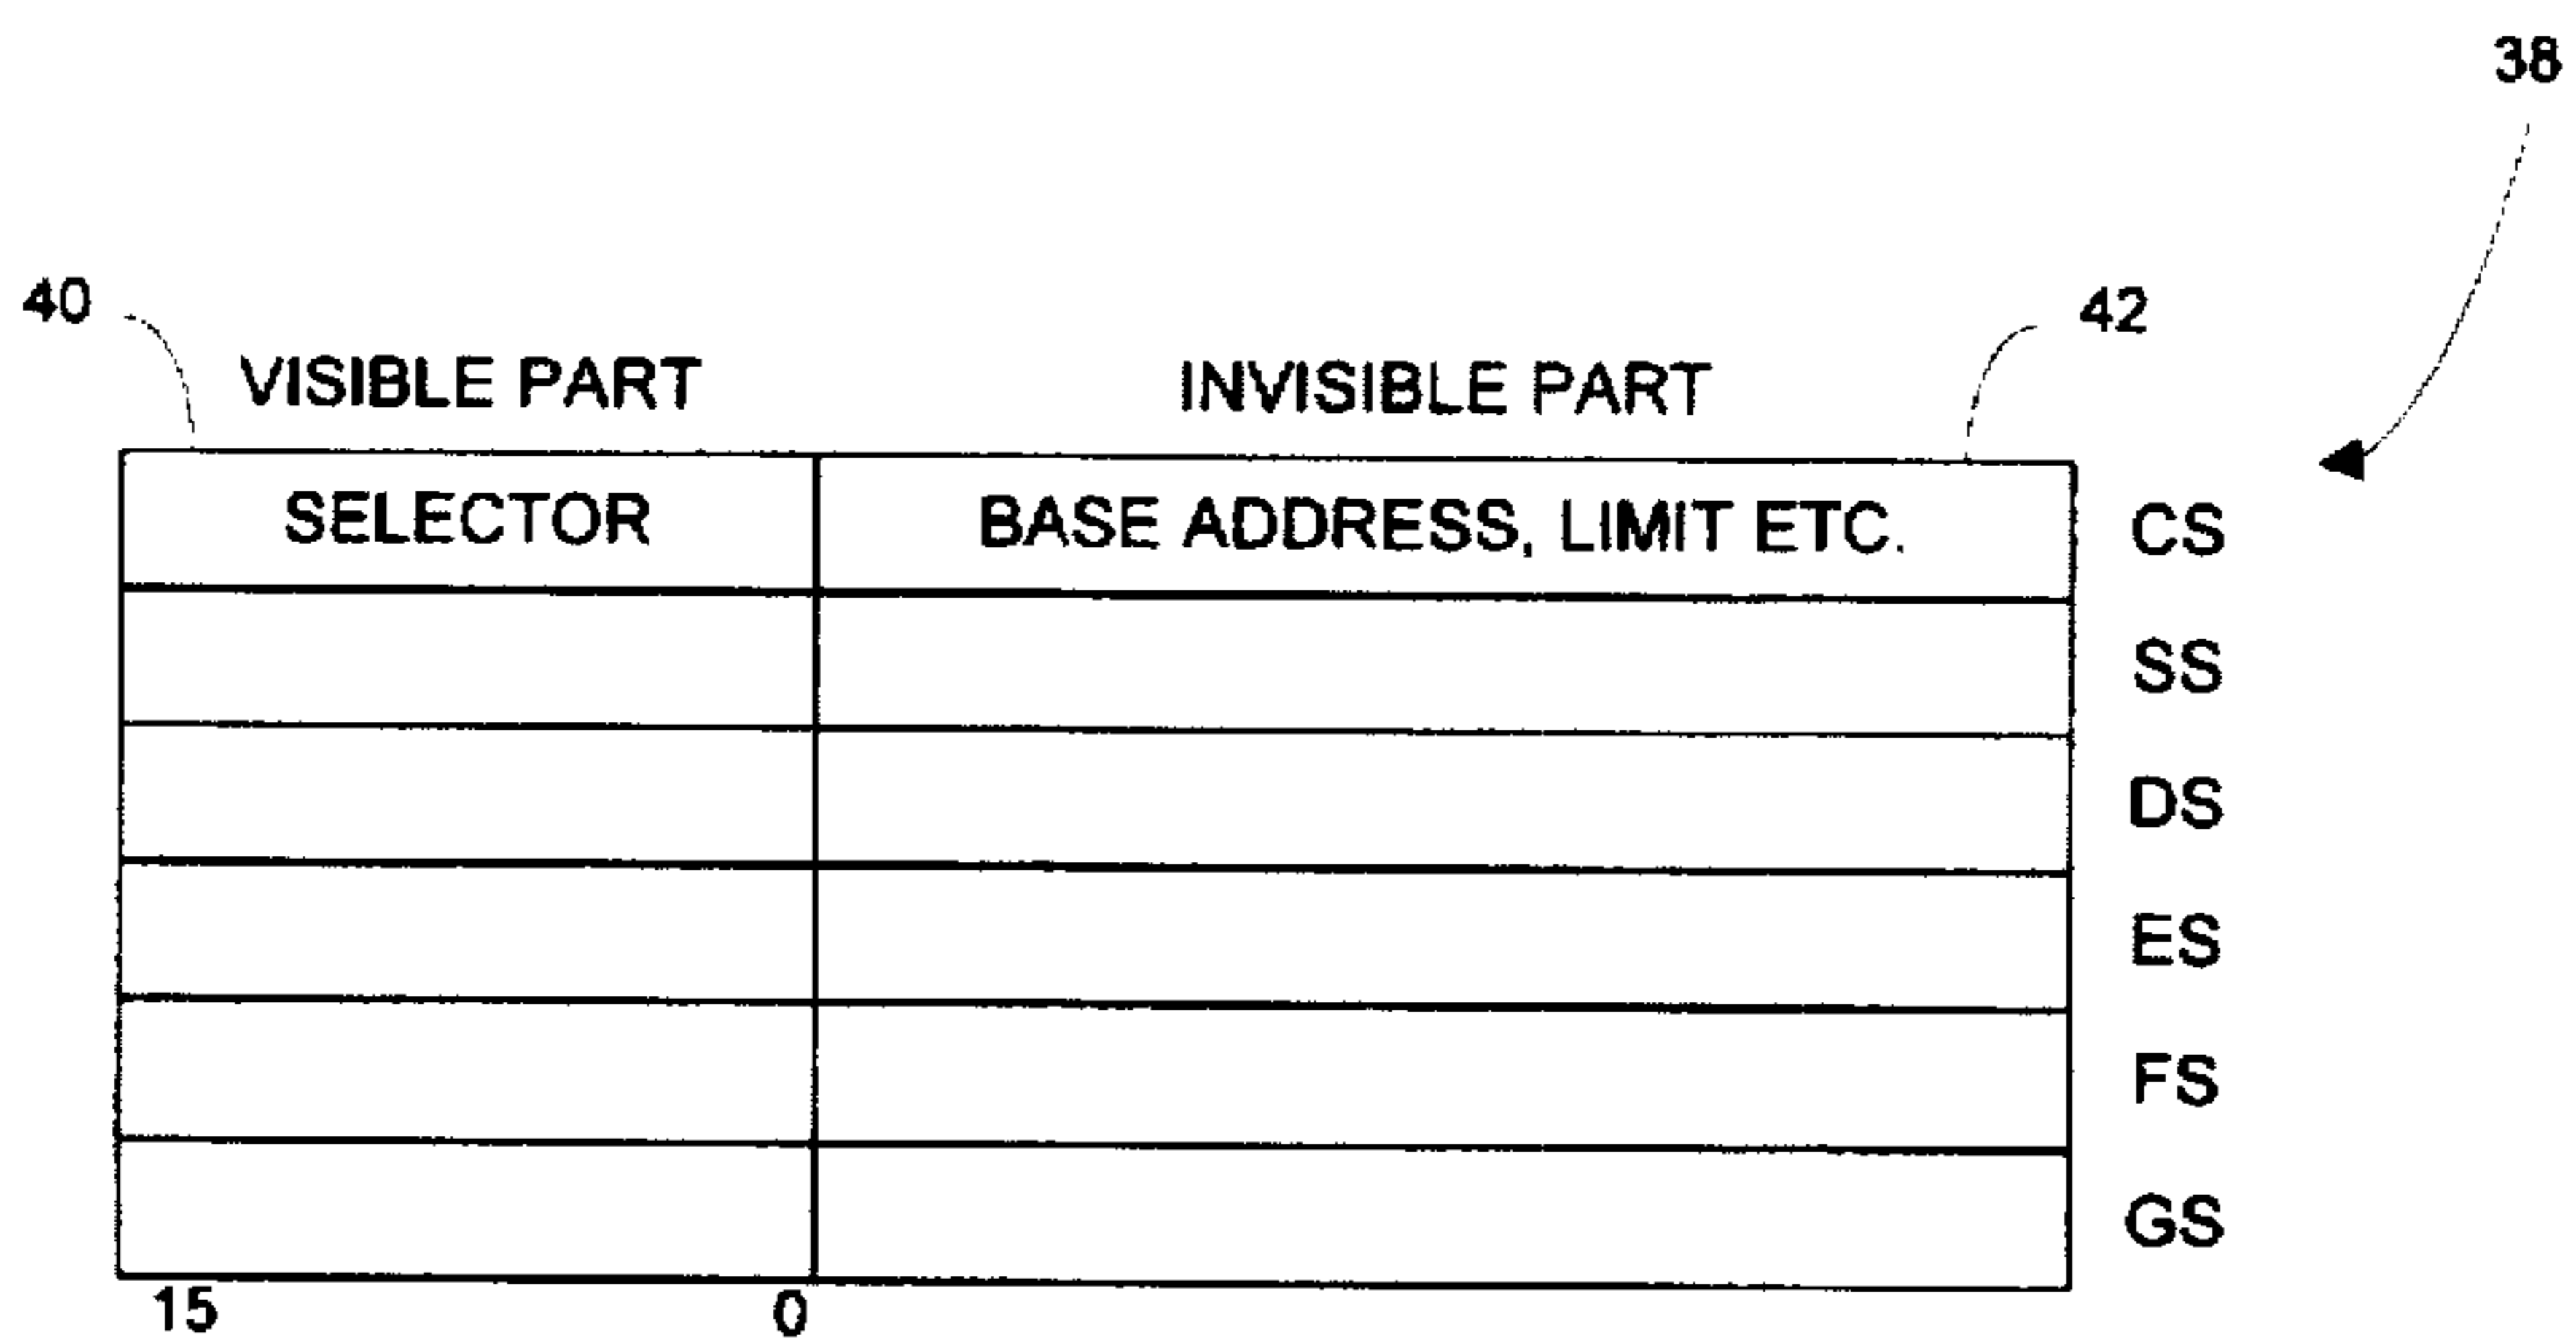 38
40
42
VISIBLE PART INVISIBLE PART
SELECTOR BASE ADDRESS, LIMIT ETC. CS
SS
DS
ES
FS
GS
15 0